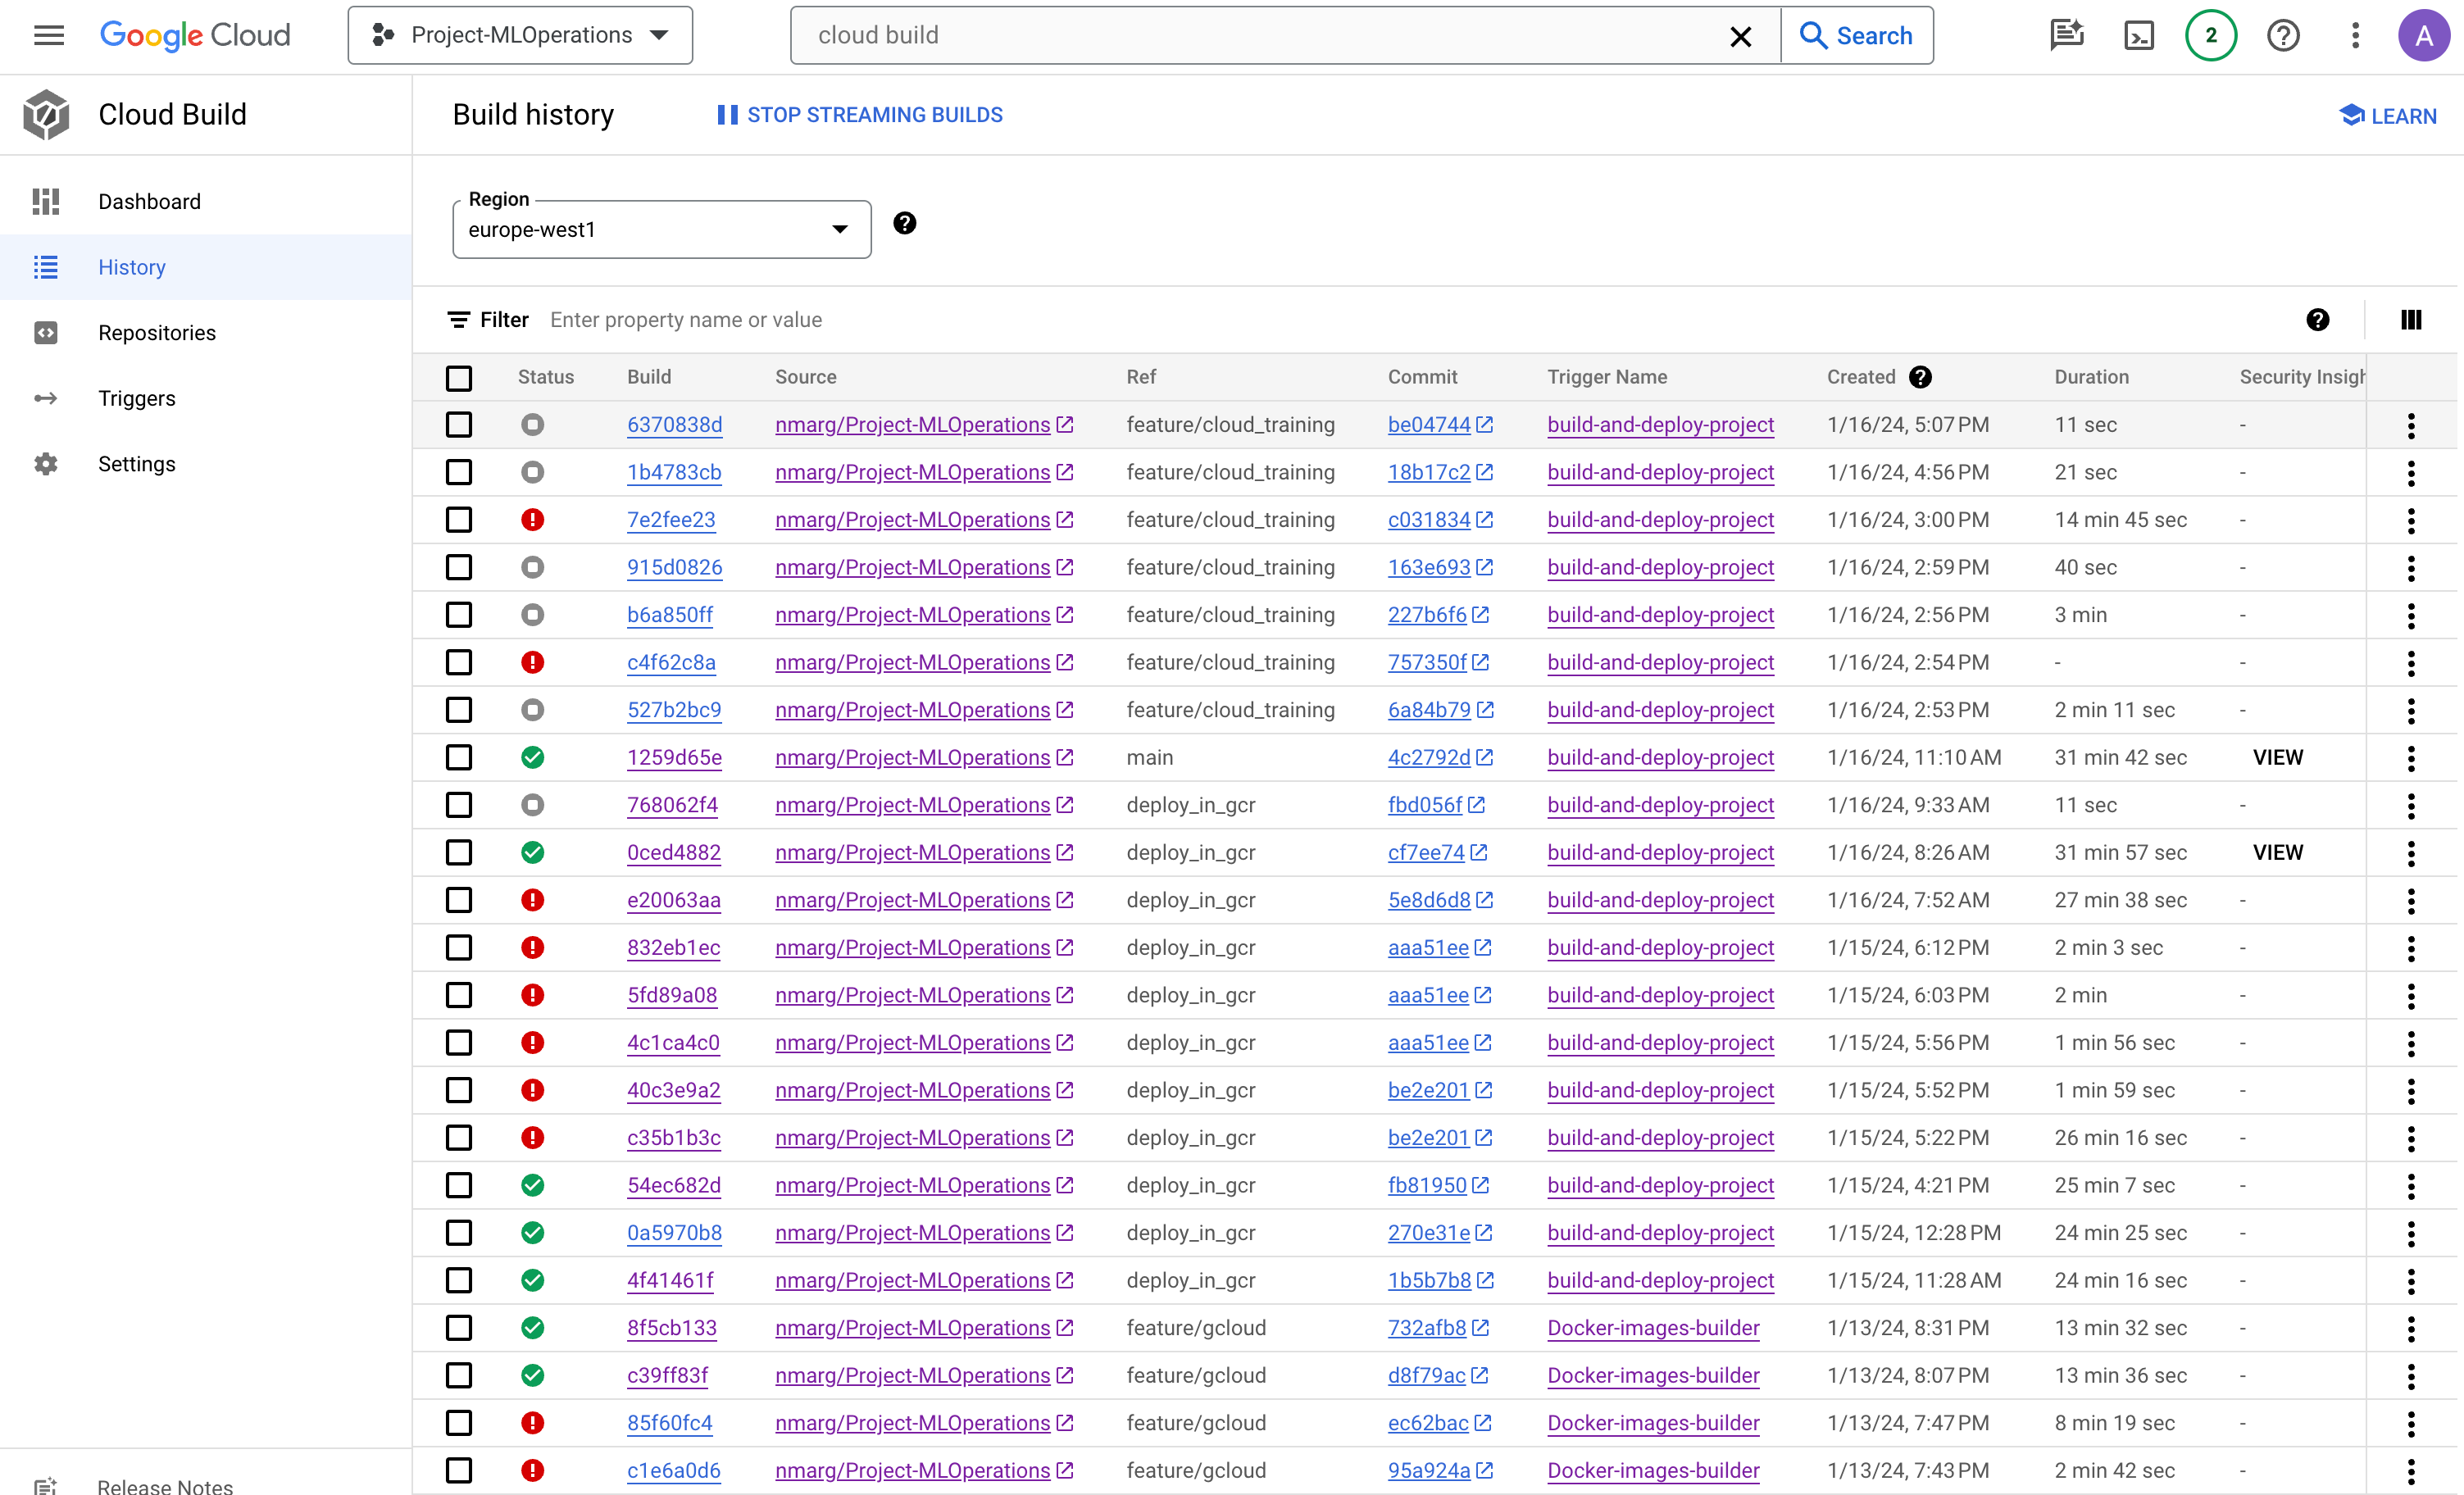 Google Cloud
Project-MLOperations
cloud build
Search
2
A
Cloud Build
Build history
STOP STREAMING BUILDS
LEARN
Dashboard
History
Repositories
Triggers
Settings
Release Notes
Region
europe-west1
Filter Enter property name or value
Status Build Source Ref Commit Trigger Name Created Duration Security Insigh
6370838d nmarg/Project-MLOperations feature/cloud_training be04744 build-and-deploy-project 1/16/24, 5:07 PM 11 sec -
1b4783cb nmarg/Project-MLOperations feature/cloud_training 18b17c2 build-and-deploy-project 1/16/24, 4:56 PM 21 sec -
7e2fee23 nmarg/Project-MLOperations feature/cloud_training c031834 build-and-deploy-project 1/16/24, 3:00 PM 14 min 45 sec -
915d0826 nmarg/Project-MLOperations feature/cloud_training 163e693 build-and-deploy-project 1/16/24, 2:59 PM 40 sec -
b6a850ff nmarg/Project-MLOperations feature/cloud_training 227b6f6 build-and-deploy-project 1/16/24, 2:56 PM 3 min -
c4f62c8a nmarg/Project-MLOperations feature/cloud_training 757350f build-and-deploy-project 1/16/24, 2:54 PM - -
527b2bc9 nmarg/Project-MLOperations feature/cloud_training 6a84b79 build-and-deploy-project 1/16/24, 2:53 PM 2 min 11 sec -
1259d65e nmarg/Project-MLOperations main 4c2792d build-and-deploy-project 1/16/24, 11:10 AM 31 min 42 sec VIEW
768062f4 nmarg/Project-MLOperations deploy_in_gcr fbd056f build-and-deploy-project 1/16/24, 9:33 AM 11 sec -
0ced4882 nmarg/Project-MLOperations deploy_in_gcr cf7ee74 build-and-deploy-project 1/16/24, 8:26 AM 31 min 57 sec VIEW
e20063aa nmarg/Project-MLOperations deploy_in_gcr 5e8d6d8 build-and-deploy-project 1/16/24, 7:52 AM 27 min 38 sec -
832eb1ec nmarg/Project-MLOperations deploy_in_gcr aaa51ee build-and-deploy-project 1/15/24, 6:12 PM 2 min 3 sec -
5fd89a08 nmarg/Project-MLOperations deploy_in_gcr aaa51ee build-and-deploy-project 1/15/24, 6:03 PM 2 min -
4c1ca4c0 nmarg/Project-MLOperations deploy_in_gcr aaa51ee build-and-deploy-project 1/15/24, 5:56 PM 1 min 56 sec -
40c3e9a2 nmarg/Project-MLOperations deploy_in_gcr be2e201 build-and-deploy-project 1/15/24, 5:52 PM 1 min 59 sec -
c35b1b3c nmarg/Project-MLOperations deploy_in_gcr be2e201 build-and-deploy-project 1/15/24, 5:22 PM 26 min 16 sec -
54ec682d nmarg/Project-MLOperations deploy_in_gcr fb81950 build-and-deploy-project 1/15/24, 4:21 PM 25 min 7 sec -
0a5970b8 nmarg/Project-MLOperations deploy_in_gcr 270e31e build-and-deploy-project 1/15/24, 12:28 PM 24 min 25 sec -
4f41461f nmarg/Project-MLOperations deploy_in_gcr 1b5b7b8 build-and-deploy-project 1/15/24, 11:28 AM 24 min 16 sec -
8f5cb133 nmarg/Project-MLOperations feature/gcloud 732afb8 Docker-images-builder 1/13/24, 8:31 PM 13 min 32 sec -
c39ff83f nmarg/Project-MLOperations feature/gcloud d8f79ac Docker-images-builder 1/13/24, 8:07 PM 13 min 36 sec -
85f60fc4 nmarg/Project-MLOperations feature/gcloud ec62bac Docker-images-builder 1/13/24, 7:47 PM 8 min 19 sec -
c1e6a0d6 nmarg/Project-MLOperations feature/gcloud 95a924a Docker-images-builder 1/13/24, 7:43 PM 2 min 42 sec -